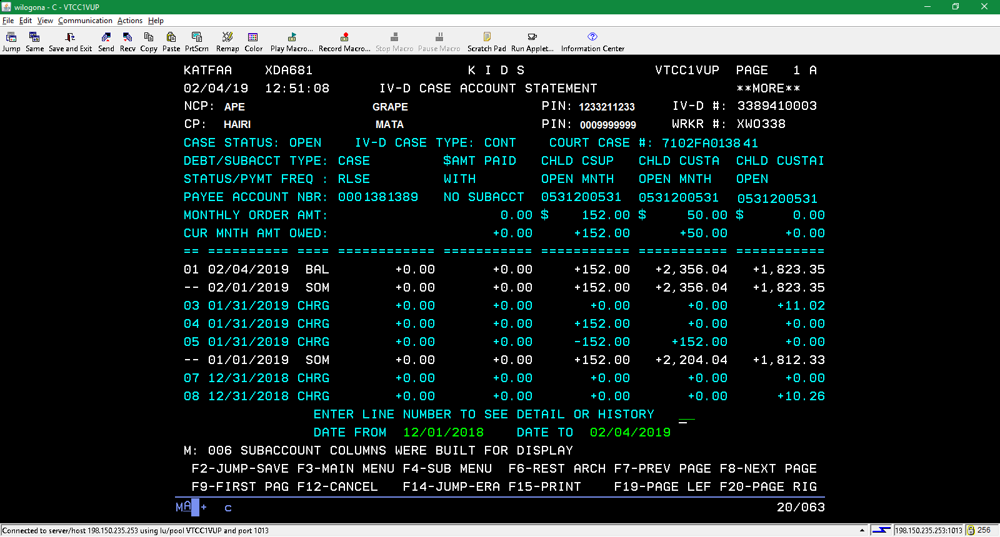 wilogona - C - VTCC1VUP
File Edit View Communication Actions Help
Jump Same Save and Exit Send Recv Copy Paste PrtScrn Remap Color Play Macro... Record Macro... Stop Macro Pause Macro Scratch Pad Run Applet... Information Center
KATFAA XDA681 K I D S VTCC1VUP PAGE 1 A
02/04/19 12:51:08 IV-D CASE ACCOUNT STATEMENT **MORE**
NCP: APE GRAPE PIN: 1233211233 IV-D #: 3389410003
CP: HAIRI MATA PIN: 0009999999 WRKR #: XWO338
CASE STATUS: OPEN IV-D CASE TYPE: CONT COURT CASE #: 7102FA013841
DEBT/SUBACCT TYPE: CASE $AMT PAID CHLD CSUP CHLD CUSTA CHLD CUSTAI
STATUS/PYMT FREQ : RLSE WITH OPEN MNTH OPEN MNTH OPEN
PAYEE ACCOUNT NBR: 0001381389 NO SUBACCT 0531200531 0531200531 0531200531
MONTHLY ORDER AMT: 0.00 $ 152.00 $ 50.00 $ 0.00
CUR MNTH AMT OWED: +0.00 +152.00 +50.00 +0.00
== ========== ==== ============ =========== =========== =========== ===========
01 02/04/2019 BAL +0.00 +0.00 +152.00 +2,356.04 +1,823.35
-- 02/01/2019 SOM +0.00 +0.00 +152.00 +2,356.04 +1,823.35
03 01/31/2019 CHRG +0.00 +0.00 +0.00 +0.00 +11.02
04 01/31/2019 CHRG +0.00 +0.00 +152.00 +0.00 +0.00
05 01/31/2019 CHRG +0.00 +0.00 -152.00 +152.00 +0.00
-- 01/01/2019 SOM +0.00 +0.00 +152.00 +2,204.04 +1,812.33
07 12/31/2018 CHRG +0.00 +0.00 +0.00 +0.00 +0.00
08 12/31/2018 CHRG +0.00 +0.00 +0.00 +0.00 +10.26
ENTER LINE NUMBER TO SEE DETAIL OR HISTORY __
DATE FROM 12/01/2018 DATE TO 02/04/2019
M: 006 SUBACCOUNT COLUMNS WERE BUILT FOR DISPLAY
F2-JUMP-SAVE F3-MAIN MENU F4-SUB MENU F6-REST ARCH F7-PREV PAGE F8-NEXT PAGE
F9-FIRST PAG F12-CANCEL F14-JUMP-ERA F15-PRINT F19-PAGE LEF F20-PAGE RIG
MA + c 20/063
Connected to server/host 198.150.235.253 using lu/pool VTCC1VUP and port 1013 198.150.235.253:1013 256